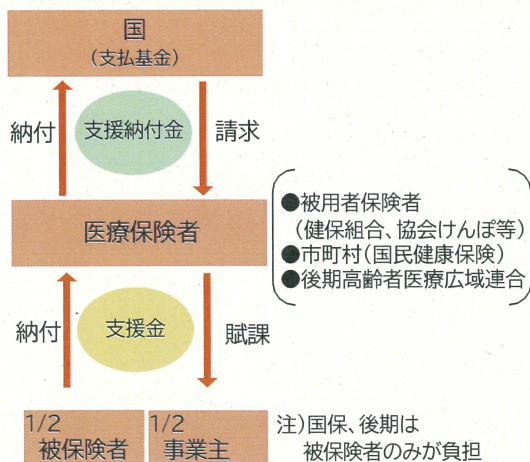 国
(支払基金)
納付
支援納付金
請求
医療保険者
●被用者保険者
(健保組合、協会けんぽ等)
●市町村(国民健康保険)
●後期高齢者医療広域連合
納付
支援金
賦課
1/2
被保険者
1/2
事業主
注)国保、後期は
被保険者のみが負担